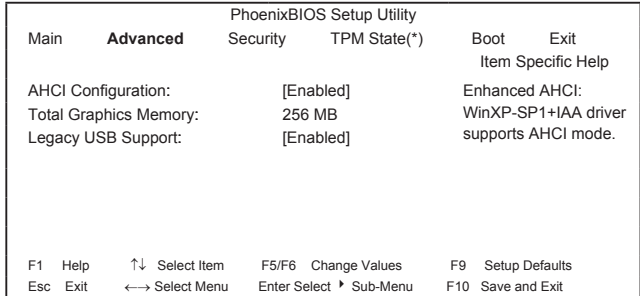 PhoenixBIOS Setup Utility
Main Advanced Security TPM State(*) Boot Exit
Item Specific Help
AHCI Configuration: [Enabled] Enhanced AHCI:
Total Graphics Memory: 256 MB WinXP-SP1+IAA driver
Legacy USB Support: [Enabled] supports AHCI mode.
F1 Help ↑↓ Select Item F5/F6 Change Values F9 Setup Defaults
Esc Exit ←→ Select Menu Enter Select ▸ Sub-Menu F10 Save and Exit